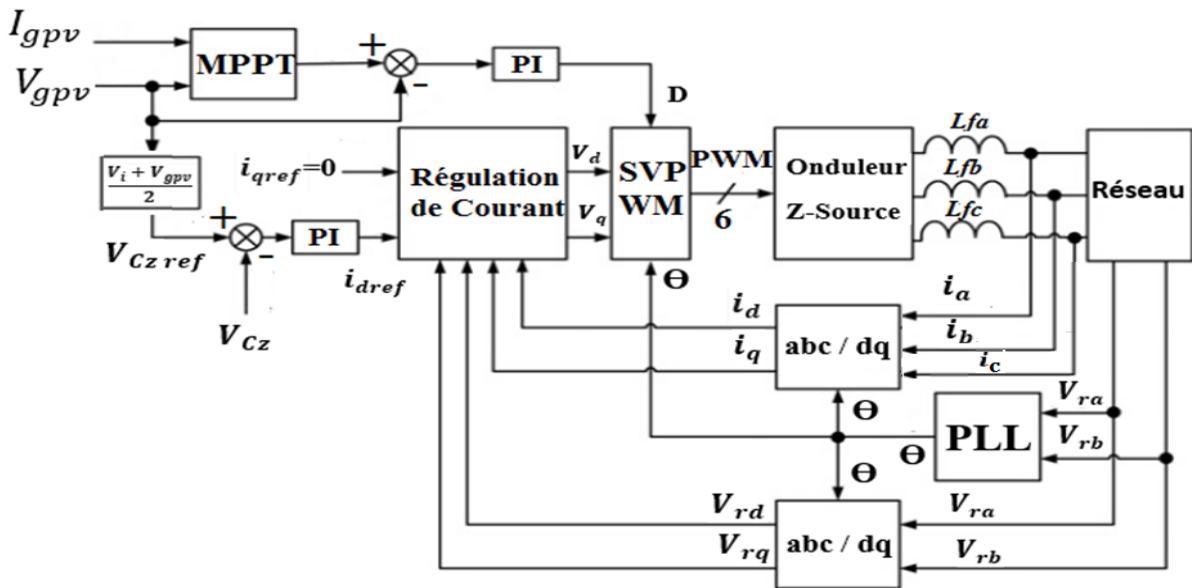 I_gpv
V_gpv
MPPT
+
-
PI
D
(V_i + V_gpv)/2
V_Cz ref
+
-
V_Cz
PI
i_dref
i_qref=0
Régulation
de Courant
V_d
V_q
SVP
WM
PWM
6
Onduleur
Z-Source
Lfa
Lfb
Lfc
Réseau
ϴ
i_d
i_q
abc / dq
i_a
i_b
i_c
ϴ
ϴ
ϴ
PLL
V_ra
V_rb
V_rd
V_rq
abc / dq
V_ra
V_rb